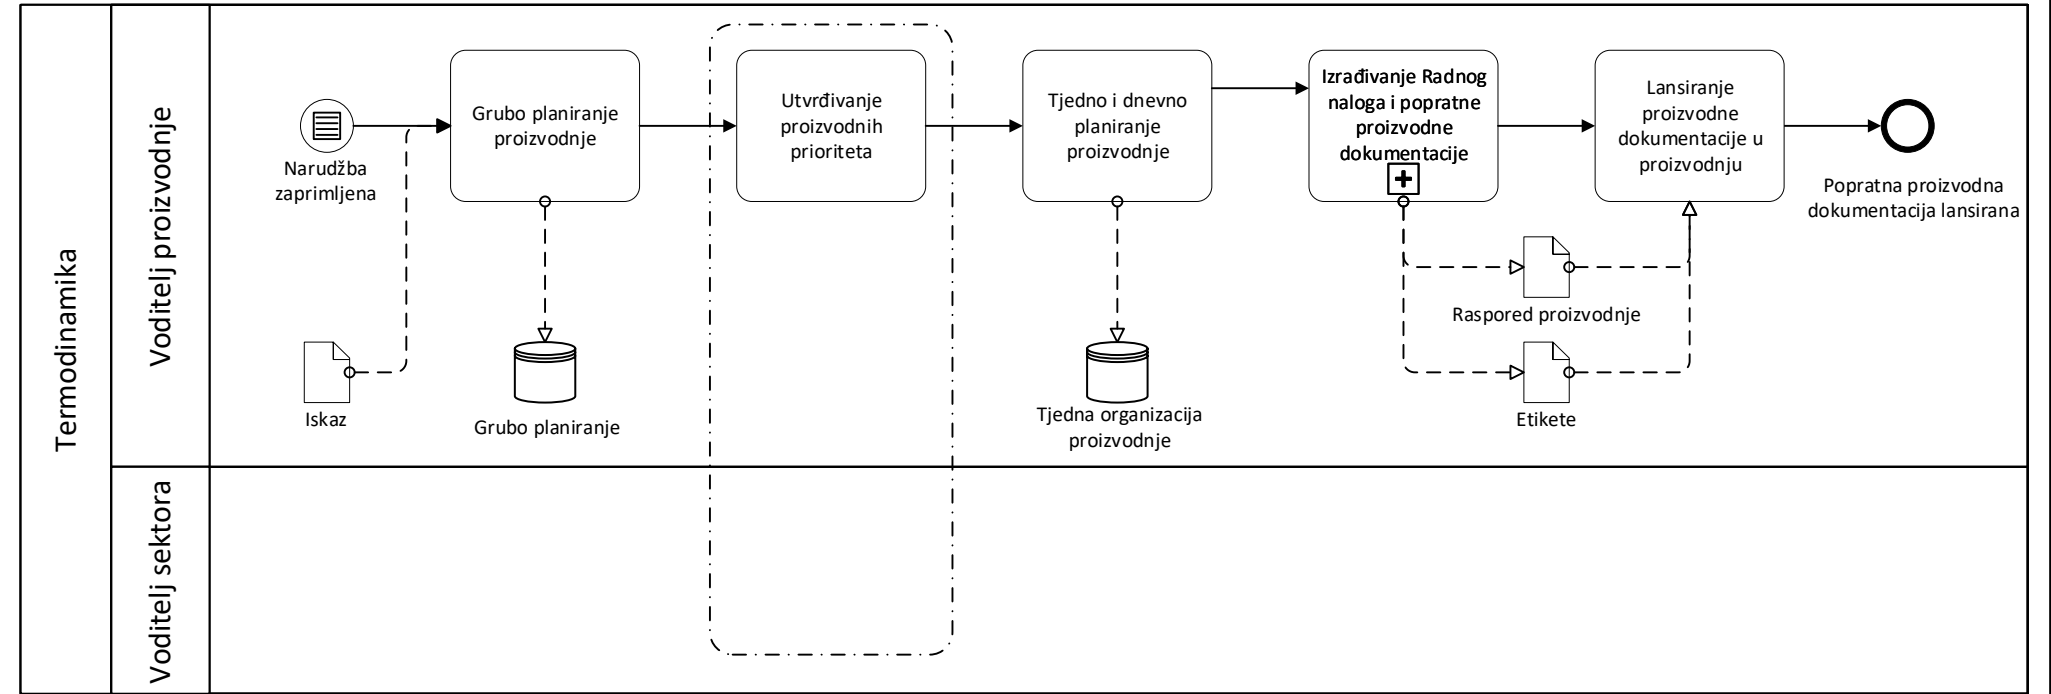 Termodinamika
Voditelj proizvodnje
Narudžba
zaprimljena
Iskaz
Grubo planiranje
proizvodnje
Grubo planiranje
Utvrđivanje
proizvodnih
prioriteta
Tjedno i dnevno
planiranje
proizvodnje
Tjedna organizacija
proizvodnje
Izrađivanje Radnog
naloga i popratne
proizvodne
dokumentacije
Raspored proizvodnje
Etikete
Lansiranje
proizvodne
dokumentacije u
proizvodnju
Popratna proizvodna
dokumentacija lansirana
Voditelj sektora